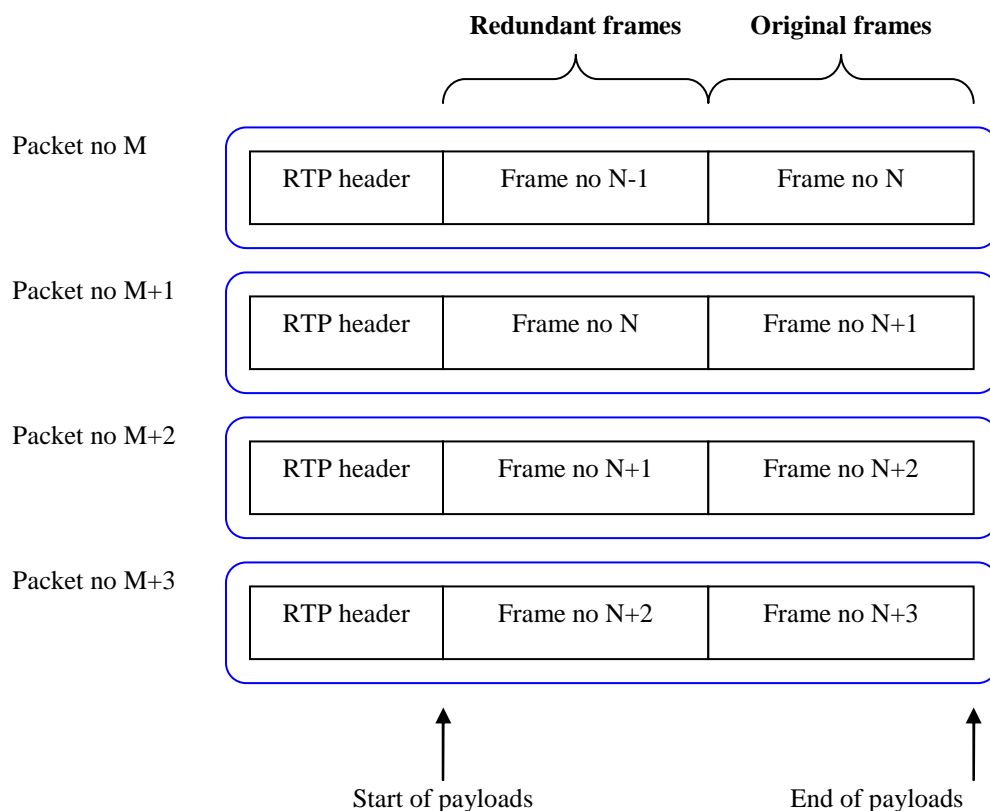 Redundant frames Original frames
Packet no M
RTP header Frame no N-1 Frame no N
Packet no M+1
RTP header Frame no N Frame no N+1
Packet no M+2
RTP header Frame no N+1 Frame no N+2
Packet no M+3
RTP header Frame no N+2 Frame no N+3
Start of payloads End of payloads